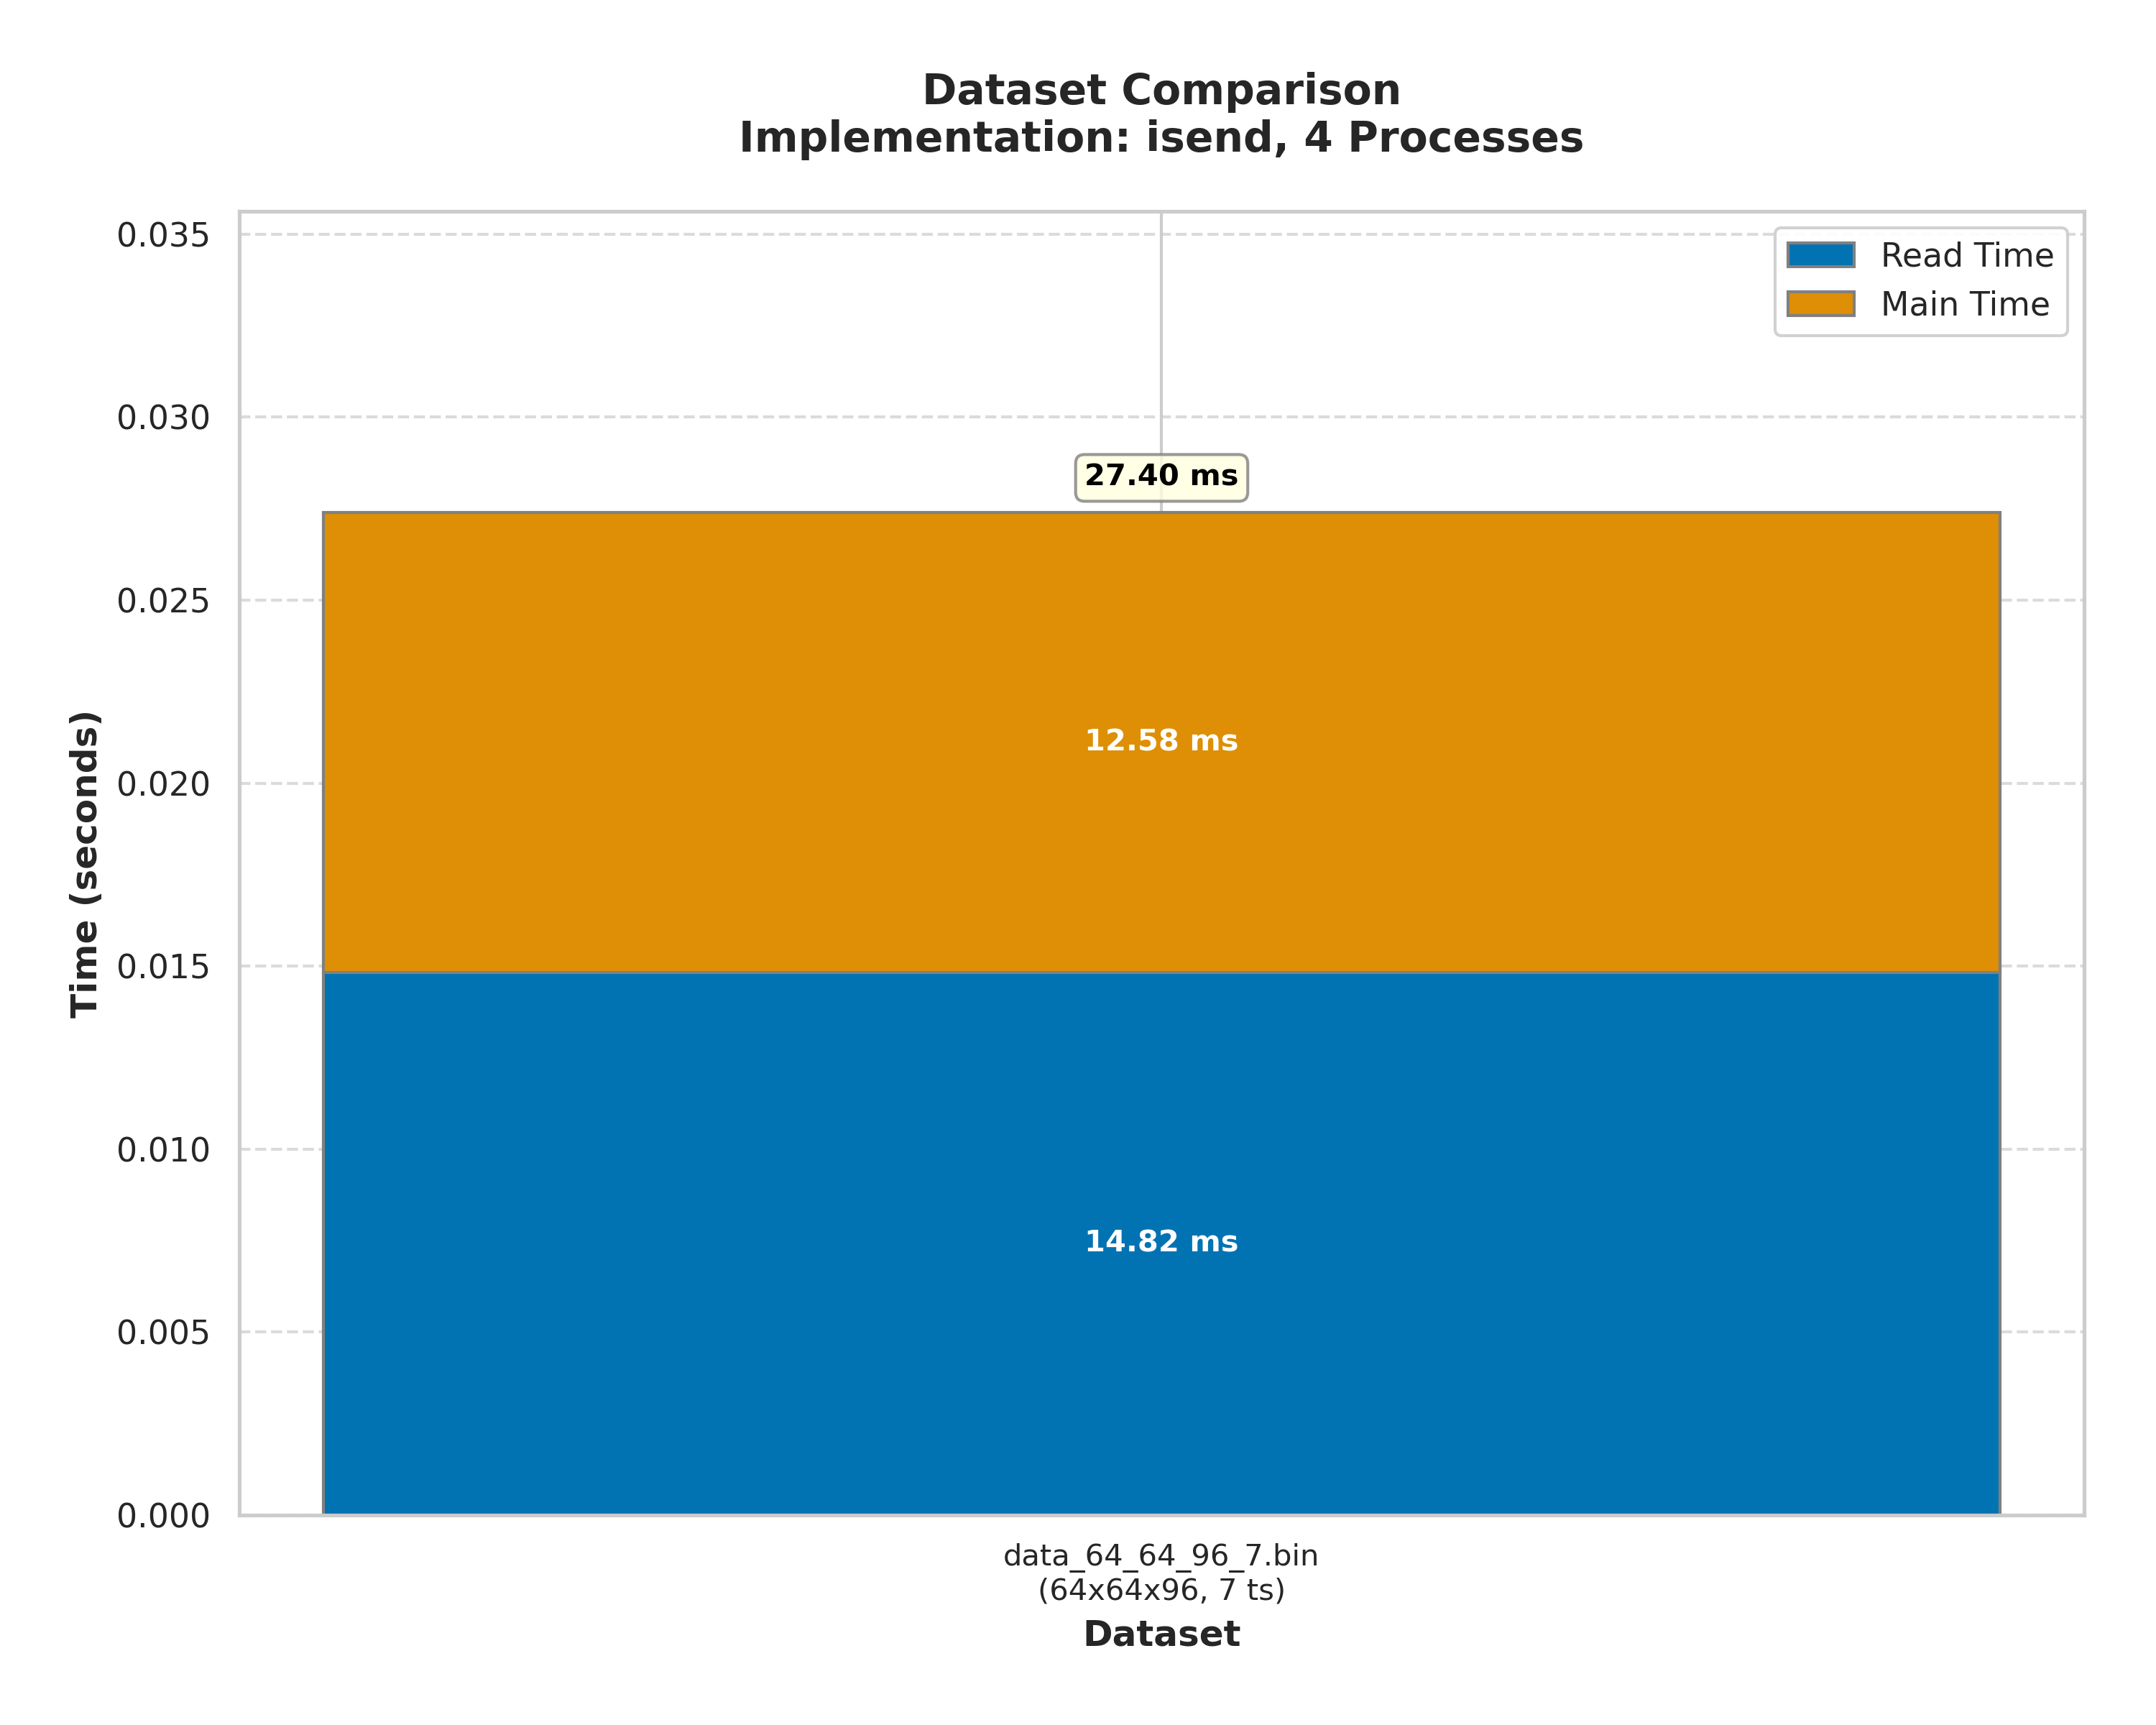 Dataset Comparison
Implementation: isend, 4 Processes
Read Time
Main Time
Time (seconds)
0.035
0.030
0.025
0.020
0.015
0.010
0.005
0.000
27.40 ms
12.58 ms
14.82 ms
data_64_64_96_7.bin
(64x64x96, 7 ts)
Dataset